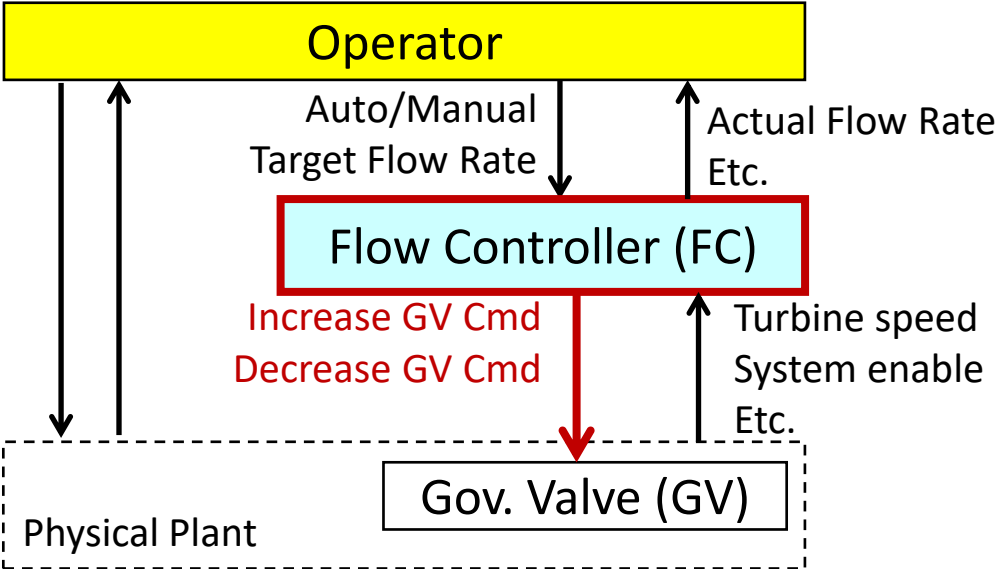 Operator
Auto/Manual
Target Flow Rate
Actual Flow Rate
Etc.
Flow Controller (FC)
Increase GV Cmd
Decrease GV Cmd
Turbine speed
System enable
Etc.
Gov. Valve (GV)
Physical Plant